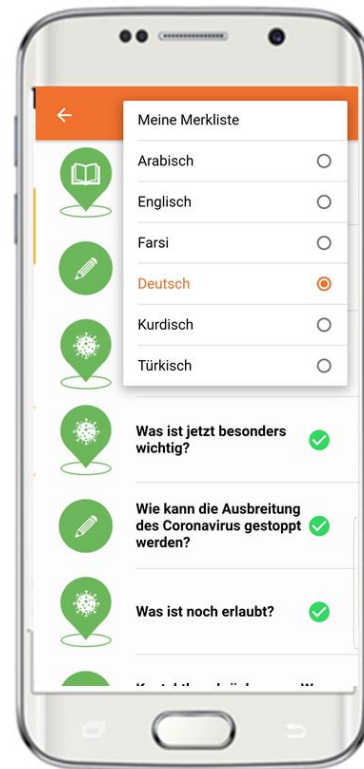 Meine Merkliste
Arabisch
Englisch
Farsi
Deutsch
Kurdisch
Türkisch
Was ist jetzt besonders
wichtig?
Wie kann die Ausbreitung
des Coronavirus gestoppt
werden?
Was ist noch erlaubt?